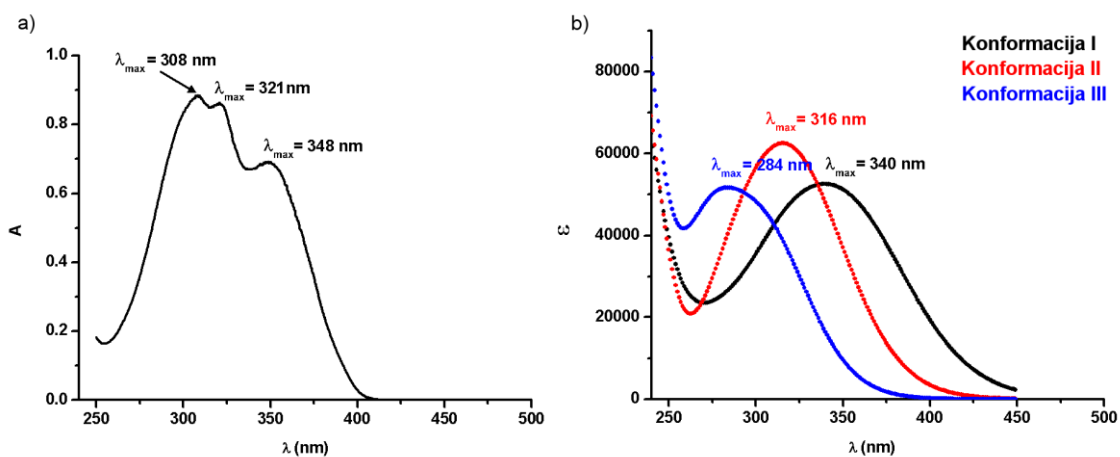 a)
λmax= 308 nm
λmax= 321nm
λmax= 348 nm
1.0
0.8
0.6
0.4
0.2
0.0
A
250 300 350 400 450 500
λ (nm)
b)
Konformacija I
Konformacija II
Konformacija III
λmax= 316 nm
λmax= 284 nm
λmax= 340 nm
80000
60000
40000
20000
0
ε
250 300 350 400 450 500
λ (nm)